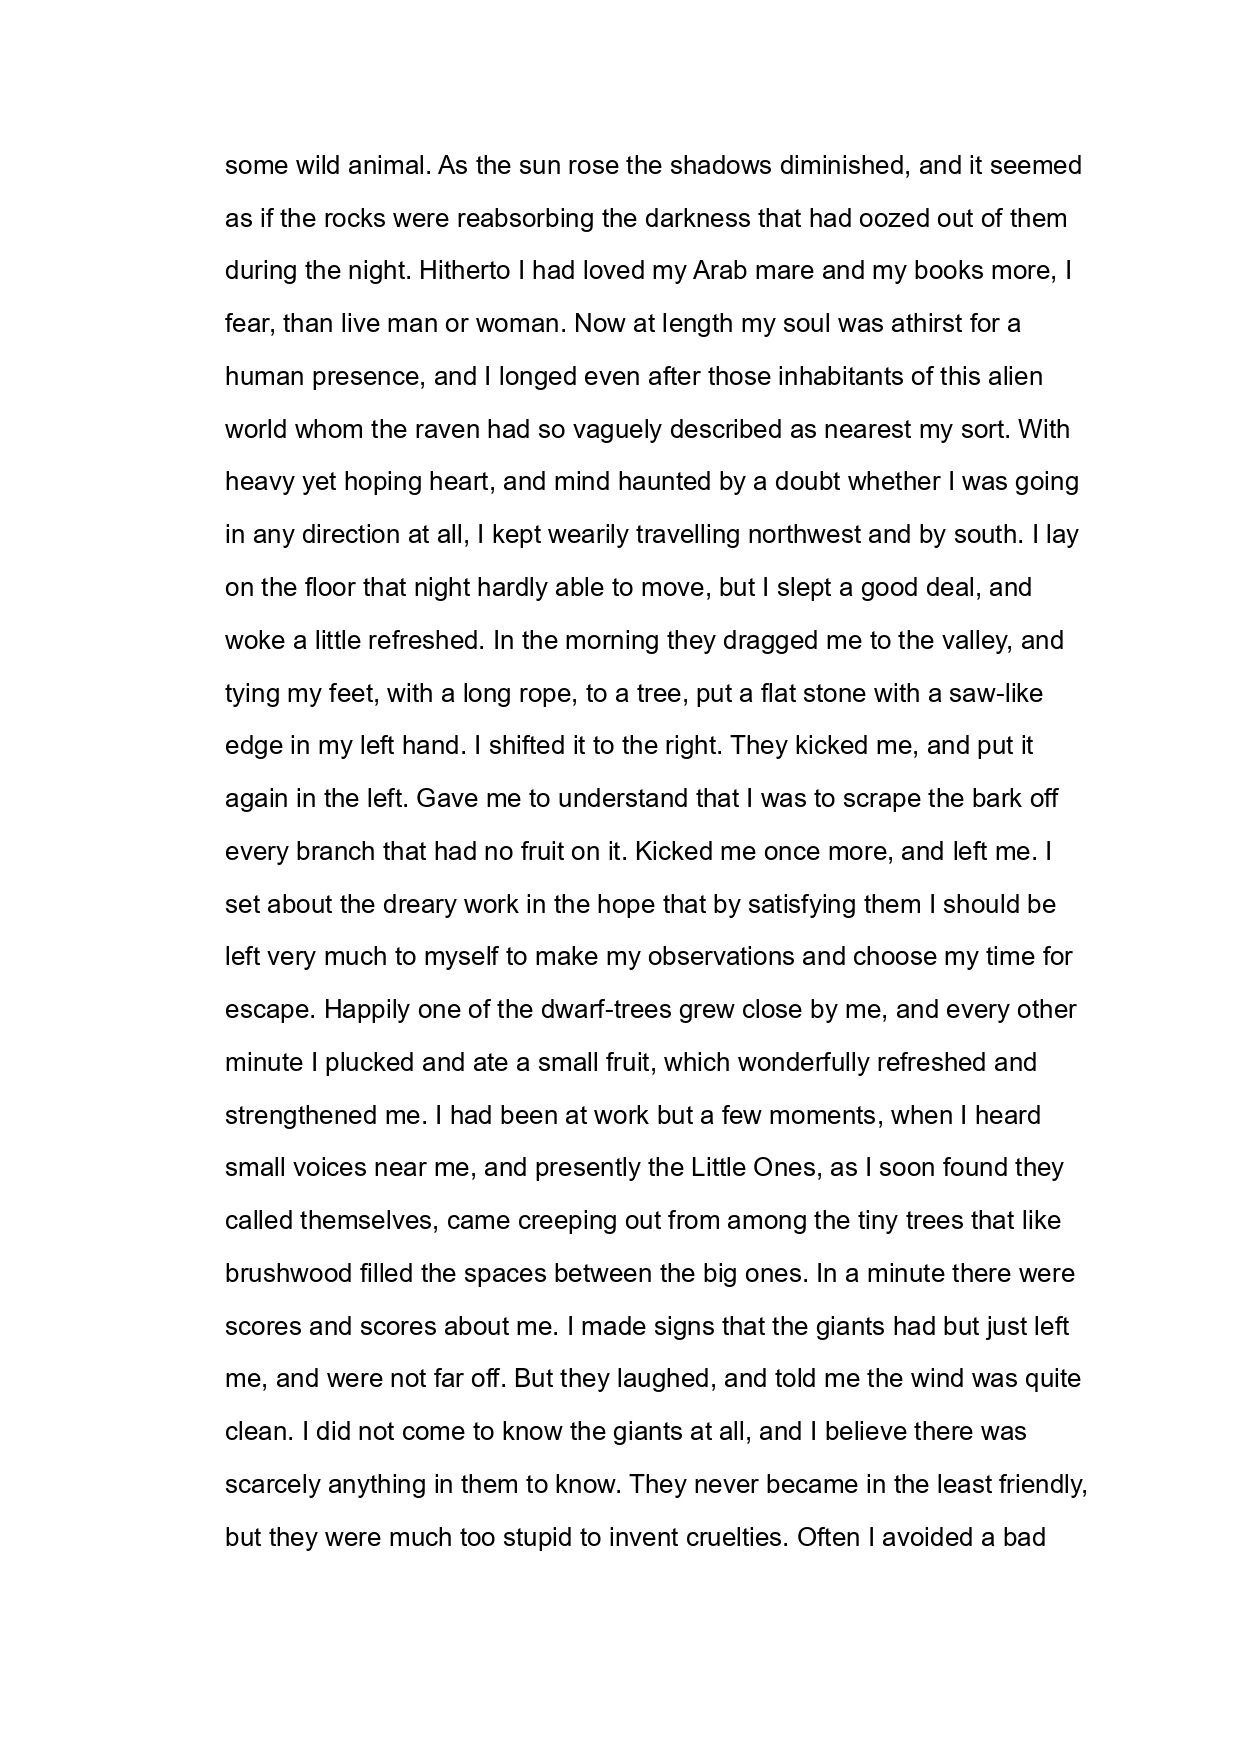 some wild animal. As the sun rose the shadows diminished, and it seemed
as if the rocks were reabsorbing the darkness that had oozed out of them
during the night. Hitherto I had loved my Arab mare and my books more, I
fear, than live man or woman. Now at length my soul was athirst for a
human presence, and I longed even after those inhabitants of this alien
world whom the raven had so vaguely described as nearest my sort. With
heavy yet hoping heart, and mind haunted by a doubt whether I was going
in any direction at all, I kept wearily travelling northwest and by south. I lay
on the floor that night hardly able to move, but I slept a good deal, and
woke a little refreshed. In the morning they dragged me to the valley, and
tying my feet, with a long rope, to a tree, put a flat stone with a saw-like
edge in my left hand. I shifted it to the right. They kicked me, and put it
again in the left. Gave me to understand that I was to scrape the bark off
every branch that had no fruit on it. Kicked me once more, and left me. I
set about the dreary work in the hope that by satisfying them I should be
left very much to myself to make my observations and choose my time for
escape. Happily one of the dwarf-trees grew close by me, and every other
minute I plucked and ate a small fruit, which wonderfully refreshed and
strengthened me. I had been at work but a few moments, when I heard
small voices near me, and presently the Little Ones, as I soon found they
called themselves, came creeping out from among the tiny trees that like
brushwood filled the spaces between the big ones. In a minute there were
scores and scores about me. I made signs that the giants had but just left
me, and were not far off. But they laughed, and told me the wind was quite
clean. I did not come to know the giants at all, and I believe there was
scarcely anything in them to know. They never became in the least friendly,
but they were much too stupid to invent cruelties. Often I avoided a bad